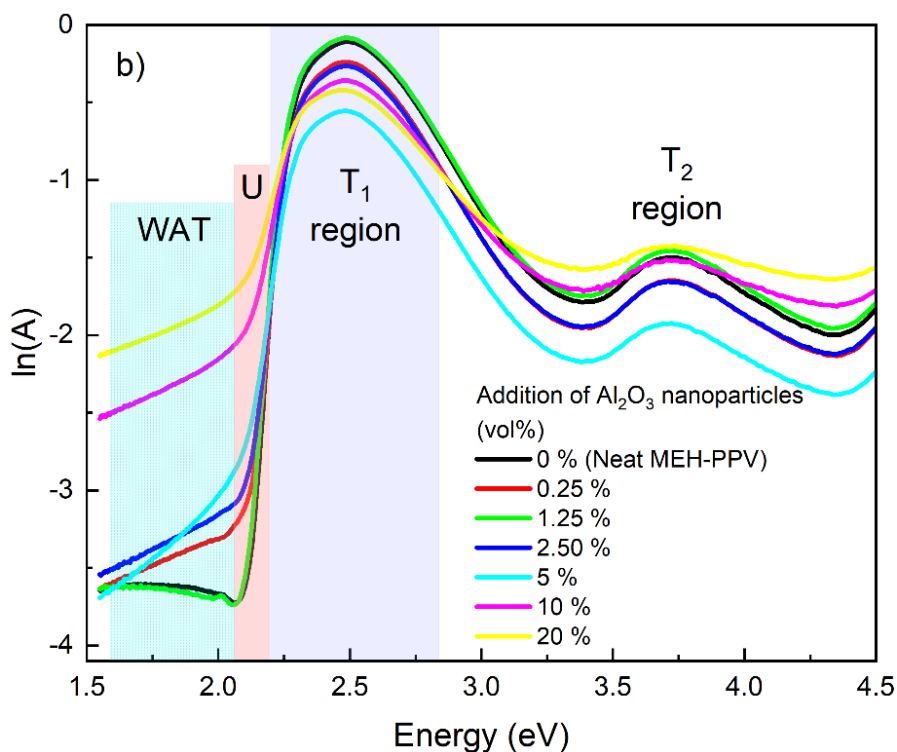 b)
0
-1
-2
-3
-4
ln(A)
WAT
U
T₁
region
T₂
region
Addition of Al₂O₃ nanoparticles
(vol%)
0 % (Neat MEH-PPV)
0.25 %
1.25 %
2.50 %
5 %
10 %
20 %
1.5 2.0 2.5 3.0 3.5 4.0 4.5
Energy (eV)